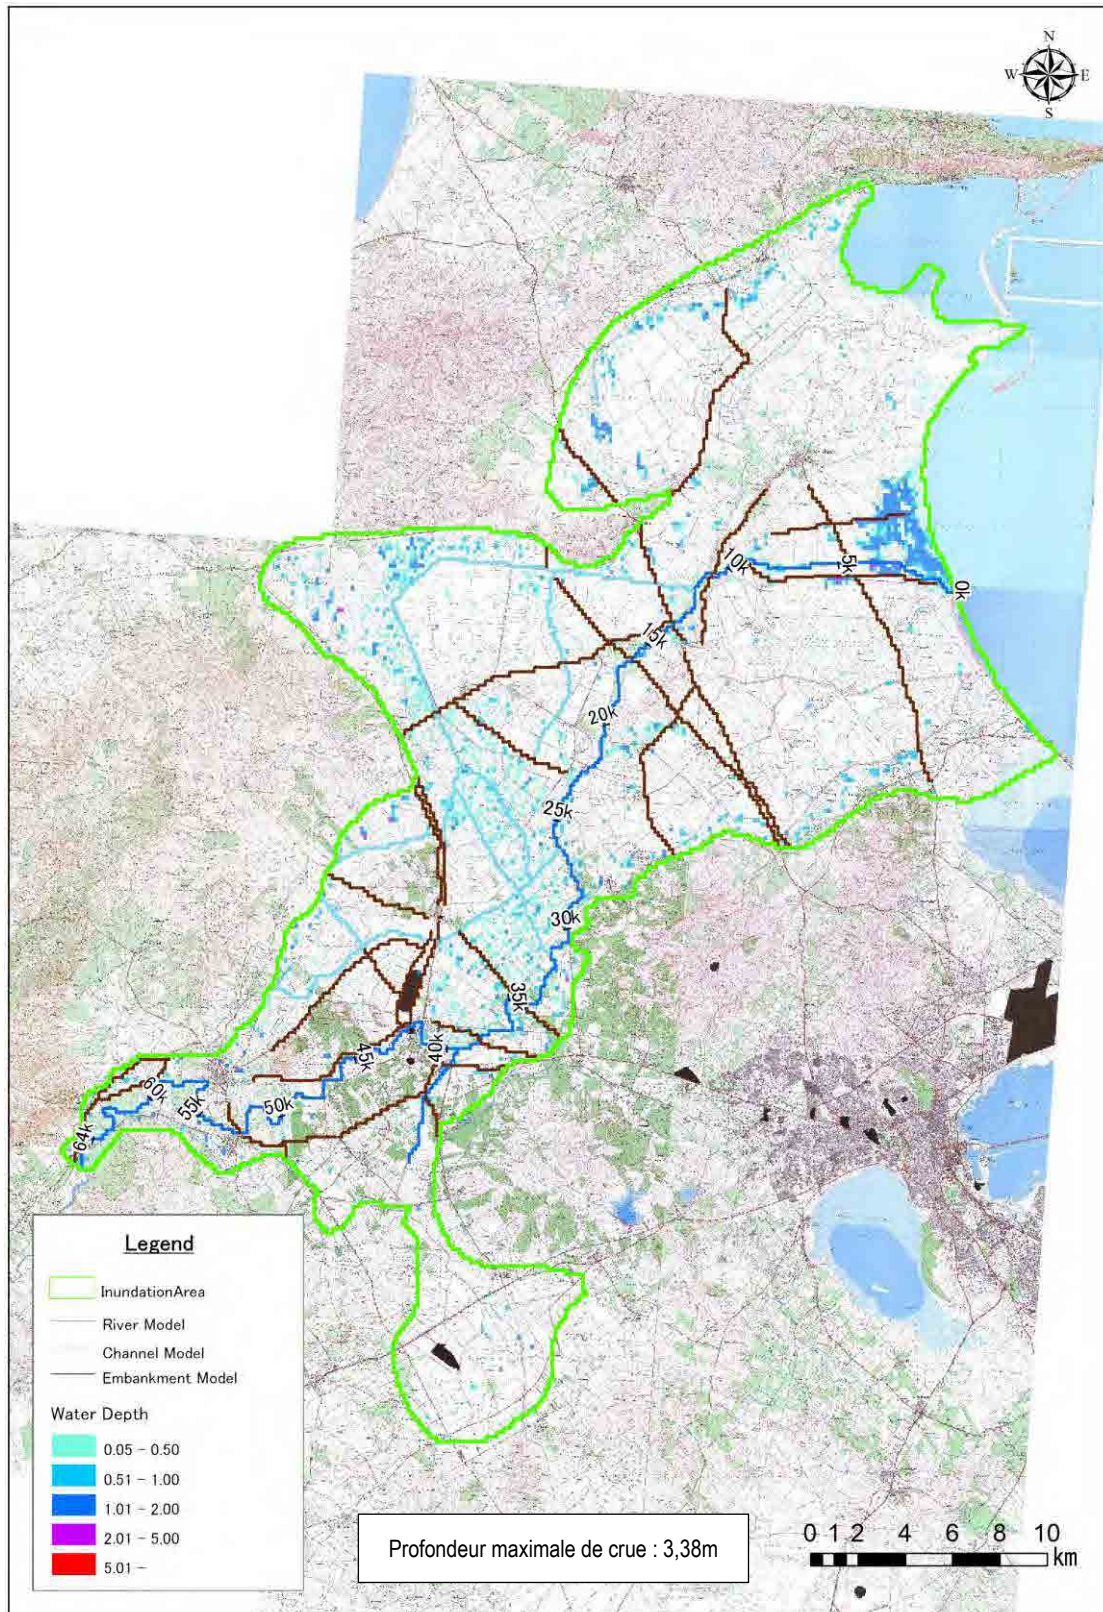 N
W E
S
0k
5k
10k
15k
20k
25k
30k
35k
40k
45k
50k
55k
60k
64k
Legend
InundationArea
River Model
Channel Model
Embankment Model
Water Depth
0.05 - 0.50
0.51 - 1.00
1.01 - 2.00
2.01 - 5.00
5.01 -
Profondeur maximale de crue : 3,38m
0 1 2 4 6 8 10
km